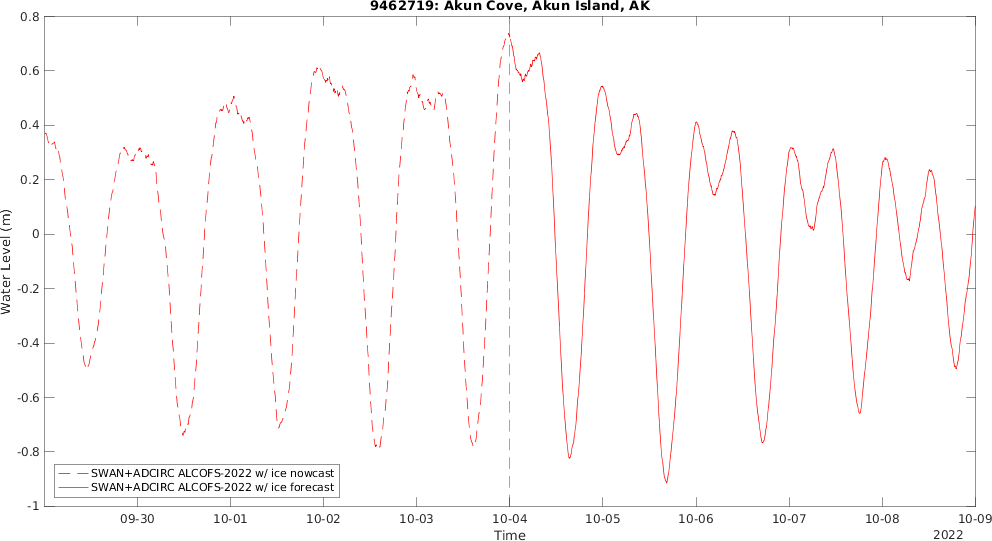 9462719: Akun Cove, Akun Island, AK
0.8
0.6
0.4
0.2
0
-0.2
-0.4
-0.6
-0.8
-1
Water Level (m)
SWAN+ADCIRC ALCOFS-2022 w/ ice nowcast
SWAN+ADCIRC ALCOFS-2022 w/ ice forecast
09-30 10-01 10-02 10-03 10-04 10-05 10-06 10-07 10-08 10-09
Time
2022